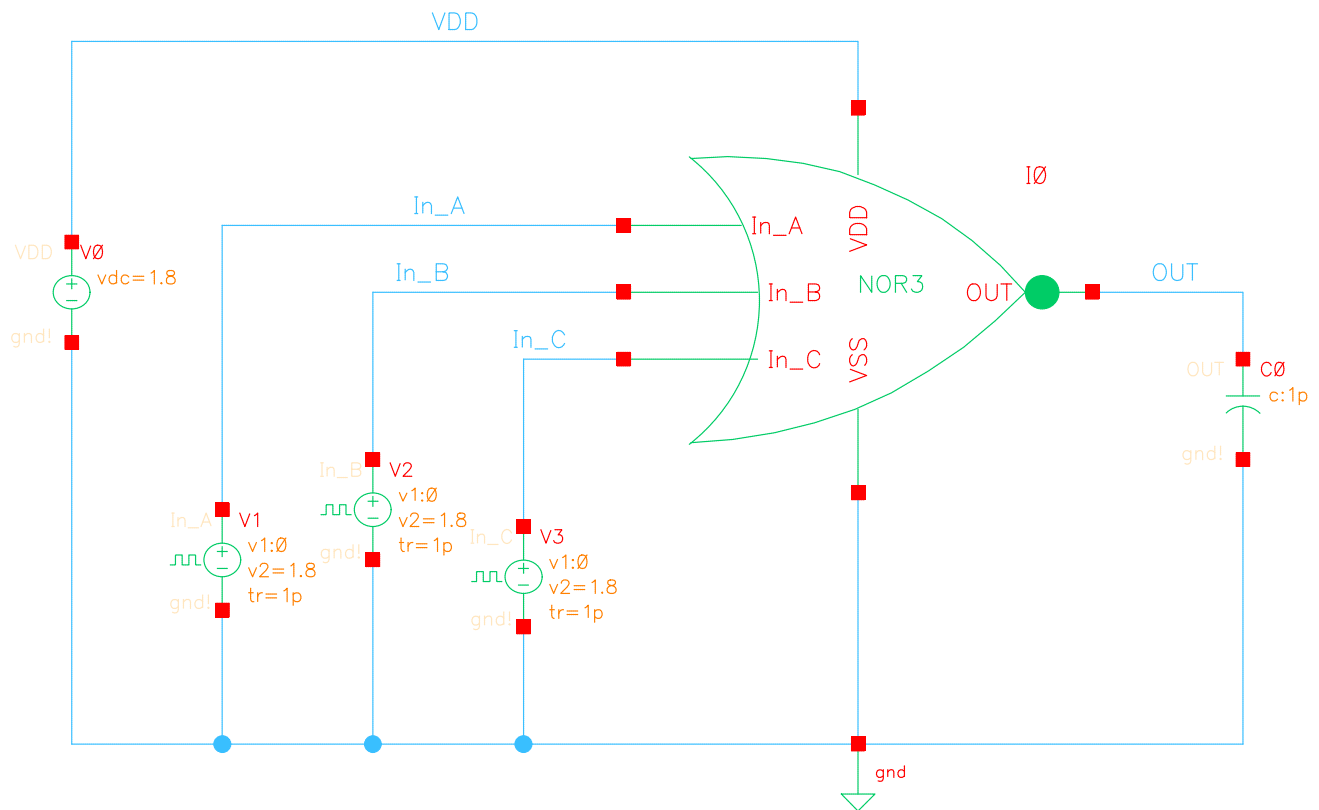 VDD
IØ
In_A
In_A
VDD
VDD
VØ
vdc=1.8
In_B
In_B
NOR3
OUT
OUT
gnd!
In_C
In_C
VSS
OUT
CØ
c:1p
gnd!
In_B
V2
v1:Ø
v2=1.8
tr=1p
gnd!
In_A
V1
v1:Ø
v2=1.8
tr=1p
gnd!
In_C
V3
v1:Ø
v2=1.8
tr=1p
gnd!
gnd